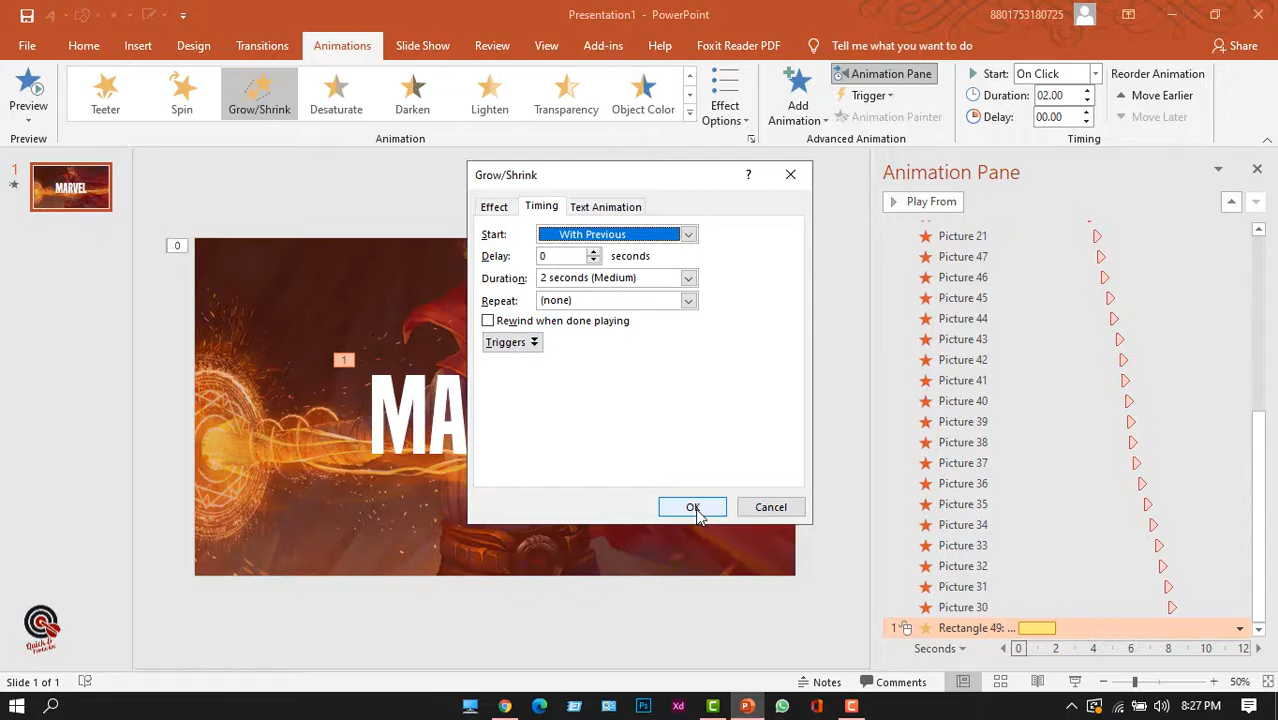 Presentation1 - PowerPoint
8801753180725
File Home Insert Design Transitions Animations Slide Show Review View Add-ins Help Foxit Reader PDF Tell me what you want to do Share
Preview
Teeter Spin Grow/Shrink Desaturate Darken Lighten Transparency Object Color
Effect
Options
Add
Animation
Animation Pane
Trigger
Animation Painter
Start: On Click
Duration: 02.00
Delay: 00.00
Reorder Animation
Move Earlier
Move Later
Preview Animation Advanced Animation Timing
1
MARVEL
0
1
MA
Grow/Shrink
Effect Timing Text Animation
Start: With Previous
Delay: 0 seconds
Duration: 2 seconds (Medium)
Repeat: (none)
Rewind when done playing
Triggers
OK Cancel
Animation Pane
Play From
Picture 21
Picture 47
Picture 46
Picture 45
Picture 44
Picture 43
Picture 42
Picture 41
Picture 40
Picture 39
Picture 38
Picture 37
Picture 36
Picture 35
Picture 34
Picture 33
Picture 32
Picture 31
Picture 30
1 Rectangle 49: ...
Seconds 0 2 4 6 8 10 12
Slide 1 of 1 Notes Comments 50%
8:27 PM